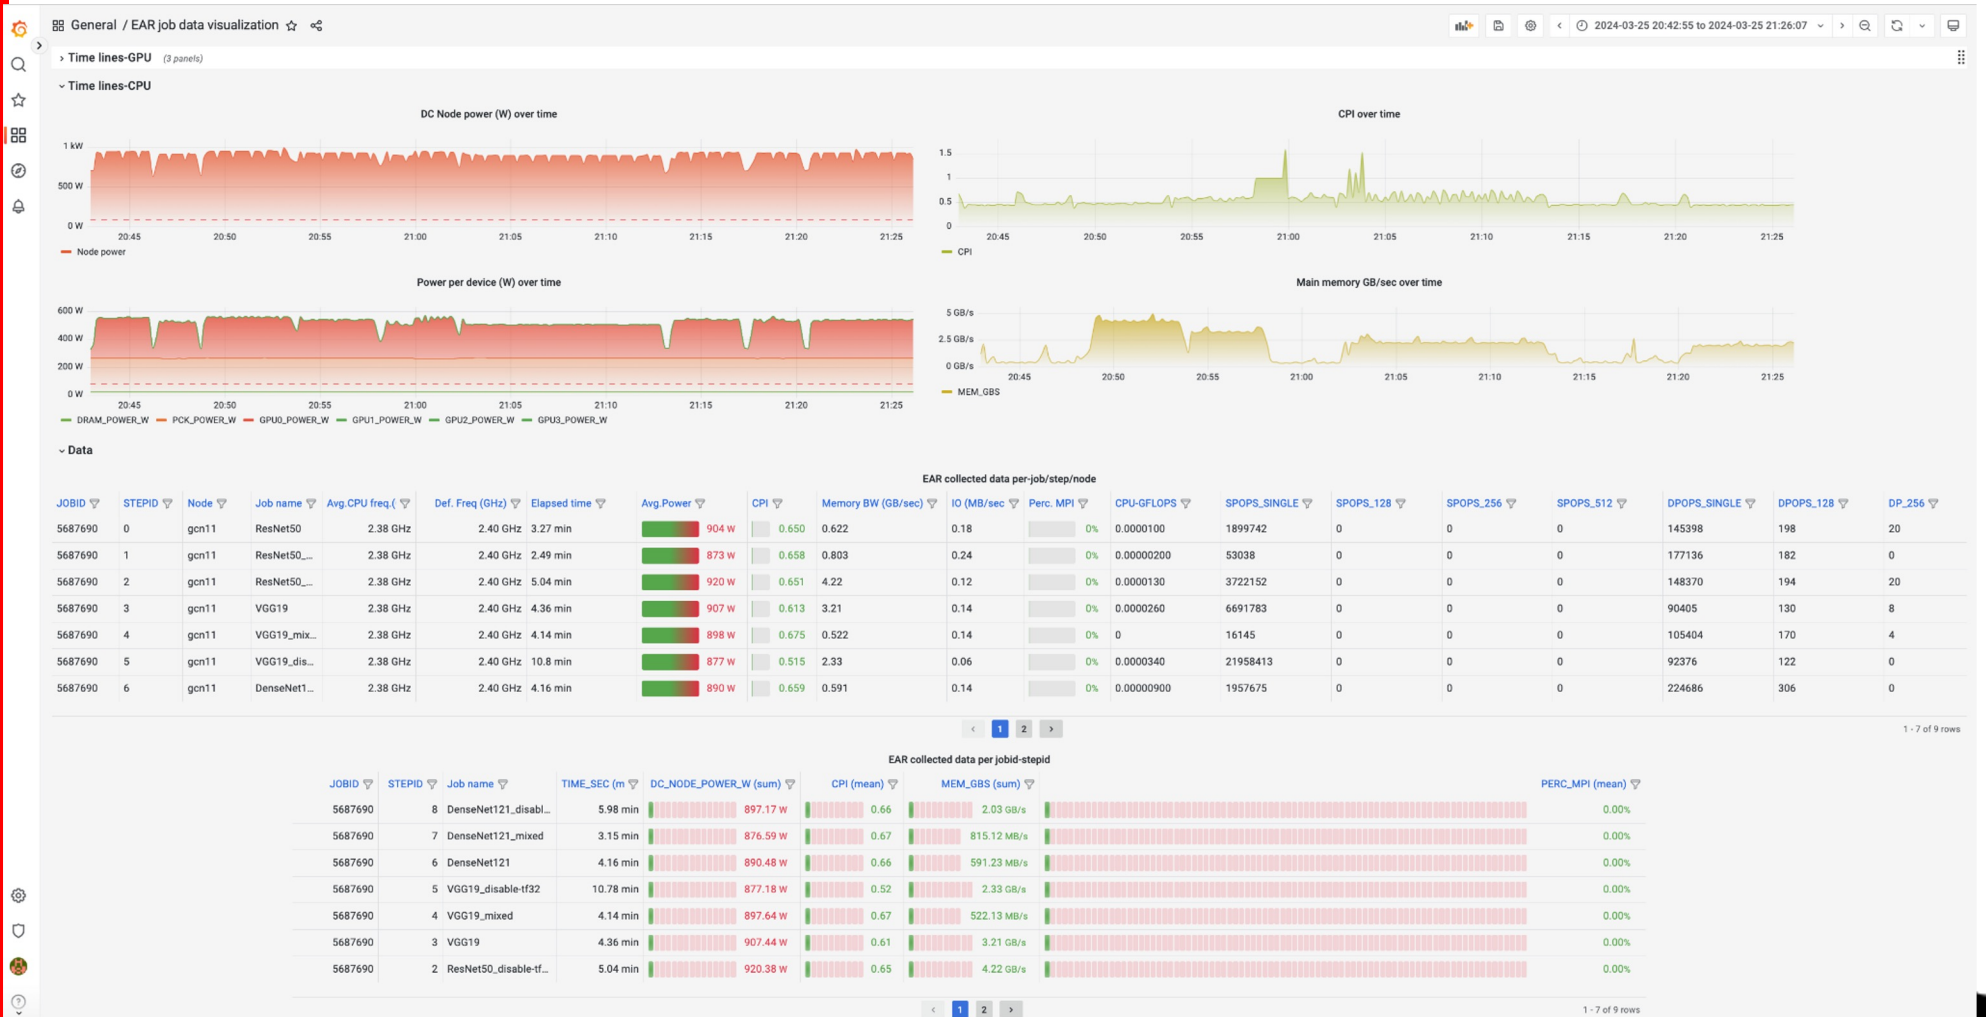 General / EAR job data visualization
2024-03-25 20:42:55 to 2024-03-25 21:26:07
Time lines-GPU (3 panels)
Time lines-CPU
DC Node power (W) over time
1 kW
500 W
0 W
20:45 20:50 20:55 21:00 21:05 21:10 21:15 21:20 21:25
Node power
CPI over time
1.5
1
0.5
0
20:45 20:50 20:55 21:00 21:05 21:10 21:15 21:20 21:25
CPI
Power per device (W) over time
600 W
400 W
200 W
0 W
20:45 20:50 20:55 21:00 21:05 21:10 21:15 21:20 21:25
DRAM_POWER_W PCK_POWER_W GPU0_POWER_W GPU1_POWER_W GPU2_POWER_W GPU3_POWER_W
Main memory GB/sec over time
5 GB/s
2.5 GB/s
0 GB/s
20:45 20:50 20:55 21:00 21:05 21:10 21:15 21:20 21:25
MEM_GBS
Data
EAR collected data per-job/step/node
JOBID STEPID Node Job name Avg.CPU freq.( Def. Freq (GHz) Elapsed time Avg.Power CPI Memory BW (GB/sec) IO (MB/sec Perc. MPI CPU-GFLOPS SPOPS_SINGLE SPOPS_128 SPOPS_256 SPOPS_512 DPOPS_SINGLE DPOPS_128 DP_256
5687690 0 gcn11 ResNet50 2.38 GHz 2.40 GHz 3.27 min 904 W 0.650 0.622 0.18 0% 0.0000100 1899742 0 0 0 145398 198 20
5687690 1 gcn11 ResNet50_... 2.38 GHz 2.40 GHz 2.49 min 873 W 0.658 0.803 0.24 0% 0.00000200 53038 0 0 0 177136 182 0
5687690 2 gcn11 ResNet50_... 2.38 GHz 2.40 GHz 5.04 min 920 W 0.651 4.22 0.12 0% 0.0000130 3722152 0 0 0 148370 194 20
5687690 3 gcn11 VGG19 2.38 GHz 2.40 GHz 4.36 min 907 W 0.613 3.21 0.14 0% 0.0000260 6691783 0 0 0 90405 130 8
5687690 4 gcn11 VGG19_mix... 2.38 GHz 2.40 GHz 4.14 min 898 W 0.675 0.522 0.14 0% 0 16145 0 0 0 105404 170 4
5687690 5 gcn11 VGG19_dis... 2.38 GHz 2.40 GHz 10.8 min 877 W 0.515 2.33 0.06 0% 0.0000340 21958413 0 0 0 92376 122 0
5687690 6 gcn11 DenseNet1... 2.38 GHz 2.40 GHz 4.16 min 890 W 0.659 0.591 0.14 0% 0.00000900 1957675 0 0 0 224686 306 0
1 2
1 - 7 of 9 rows
EAR collected data per jobid-stepid
JOBID STEPID Job name TIME_SEC (m DC_NODE_POWER_W (sum) CPI (mean) MEM_GBS (sum) PERC_MPI (mean)
5687690 8 DenseNet121_disabl... 5.98 min 897.17 W 0.66 2.03 GB/s 0.00%
5687690 7 DenseNet121_mixed 3.15 min 876.59 W 0.67 815.12 MB/s 0.00%
5687690 6 DenseNet121 4.16 min 890.48 W 0.66 591.23 MB/s 0.00%
5687690 5 VGG19_disable-tf32 10.78 min 877.18 W 0.52 2.33 GB/s 0.00%
5687690 4 VGG19_mixed 4.14 min 897.64 W 0.67 522.13 MB/s 0.00%
5687690 3 VGG19 4.36 min 907.44 W 0.61 3.21 GB/s 0.00%
5687690 2 ResNet50_disable-tf... 5.04 min 920.38 W 0.65 4.22 GB/s 0.00%
1 2
1 - 7 of 9 rows